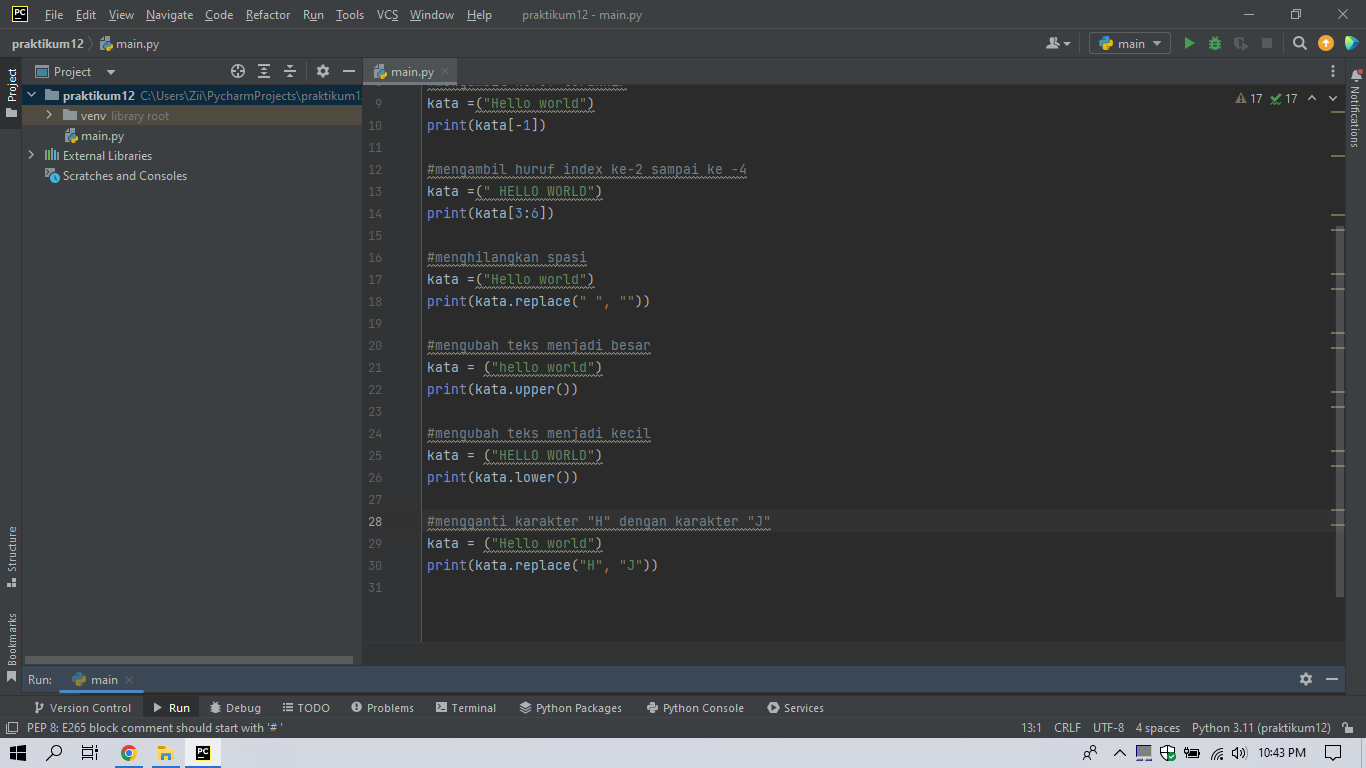 PC File Edit View Navigate Code Refactor Run Tools VCS Window Help praktikum12 - main.py
praktikum12 main.py main
Project main.py
praktikum12 C:\Users\Zii\PycharmProjects\praktikum1
venv library root
main.py
External Libraries
Scratches and Consoles
Project
Structure
Bookmarks
9 kata =("Hello world")
10 print(kata[-1])
11
12 #mengambil huruf index ke-2 sampai ke -4
13 kata =(" HELLO WORLD")
14 print(kata[3:6])
15
16 #menghilangkan spasi
17 kata =("Hello world")
18 print(kata.replace(" ", ""))
19
20 #mengubah teks menjadi besar
21 kata = ("hello world")
22 print(kata.upper())
23
24 #mengubah teks menjadi kecil
25 kata = ("HELLO WORLD")
26 print(kata.lower())
27
28 #mengganti karakter "H" dengan karakter "J"
29 kata = ("Hello world")
30 print(kata.replace("H", "J"))
31
17 17
Notifications
Run: main
Version Control Run Debug TODO Problems Terminal Python Packages Python Console Services
PEP 8: E265 block comment should start with '# ' 13:1 CRLF UTF-8 4 spaces Python 3.11 (praktikum12)
PC 10:43 PM